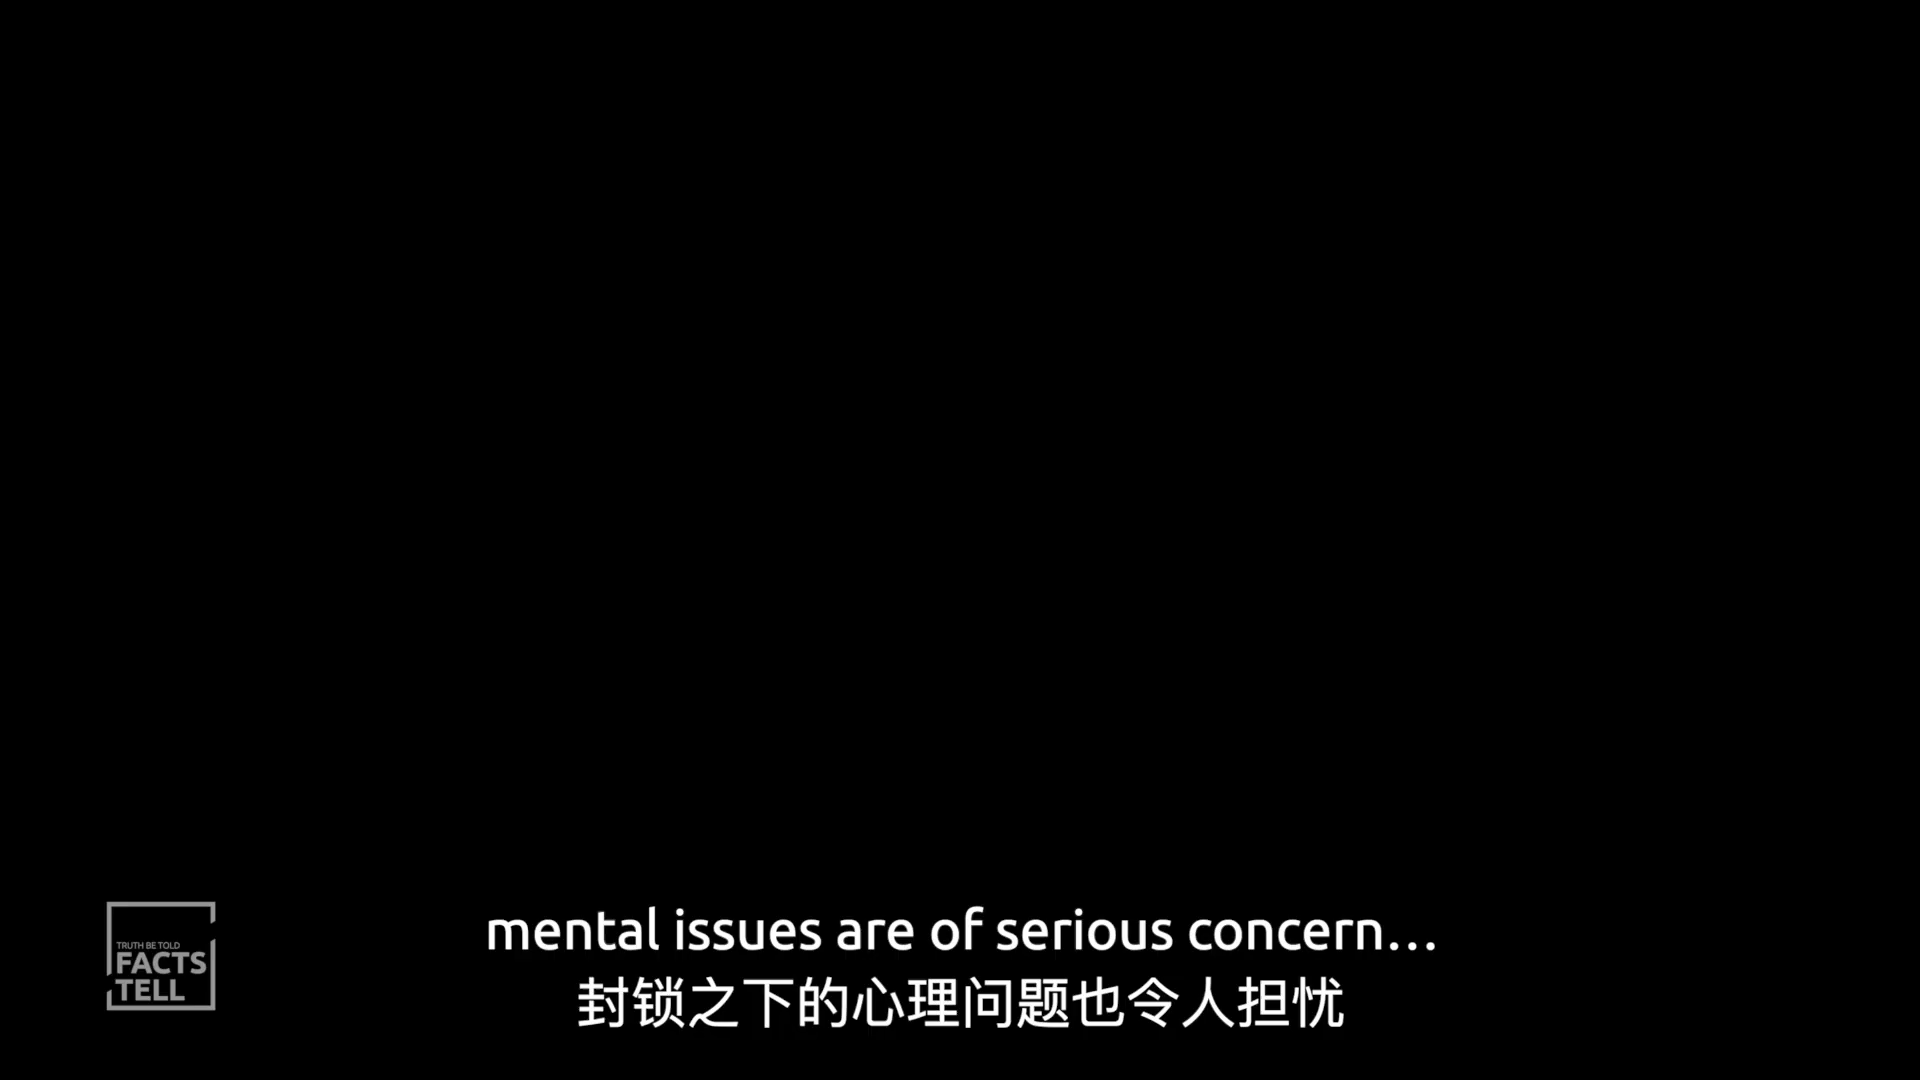 mental issues are of serious concern...
封锁之下的心理问题也令人担忧
TRUTH BE TOLD
FACTS
TELL